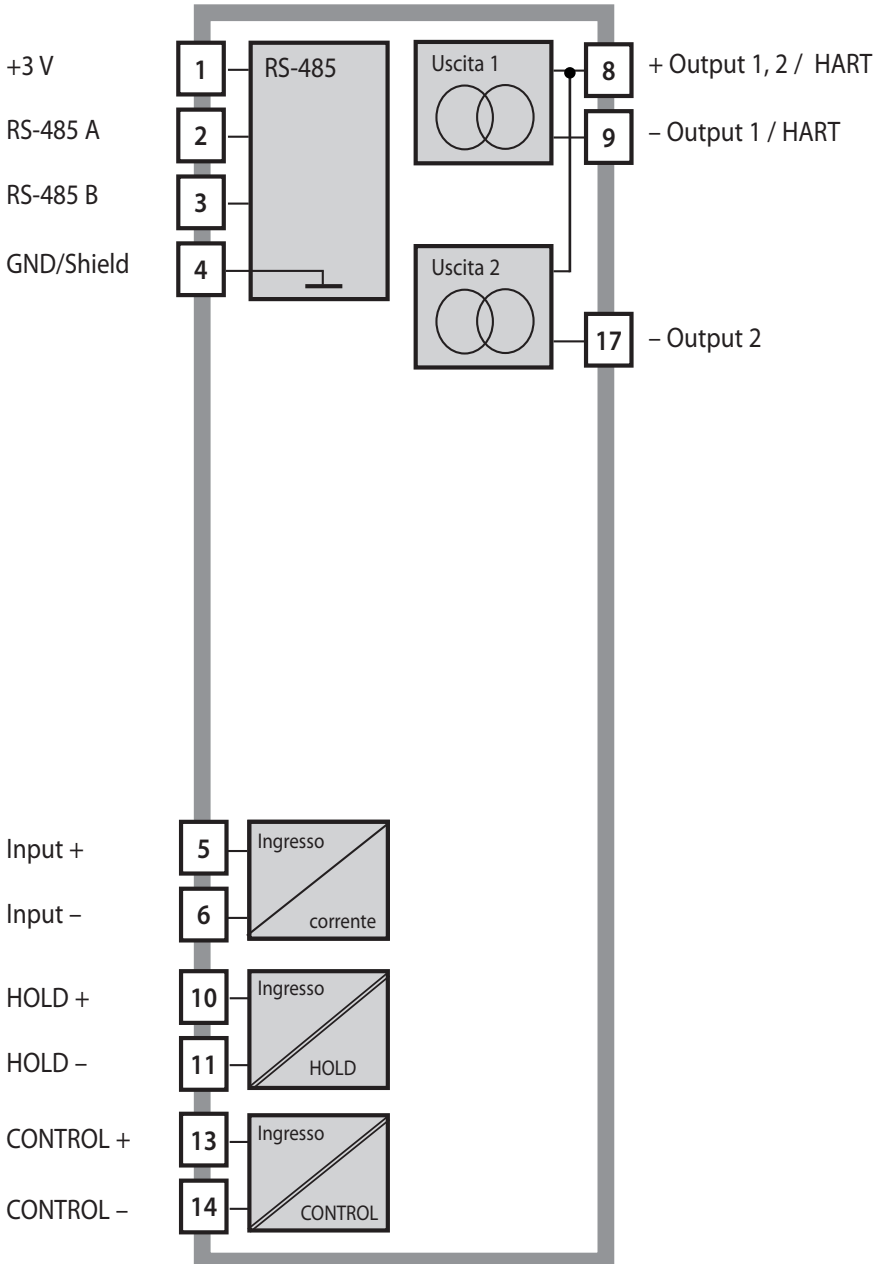 +3 V
1
RS-485
RS-485 A
2
RS-485 B
3
GND/Shield
4
Uscita 1
8
+ Output 1, 2 / HART
9
– Output 1 / HART
Uscita 2
17
– Output 2
Input +
5
Ingresso
Input –
6
corrente
HOLD +
10
Ingresso
HOLD –
11
HOLD
CONTROL +
13
Ingresso
CONTROL –
14
CONTROL